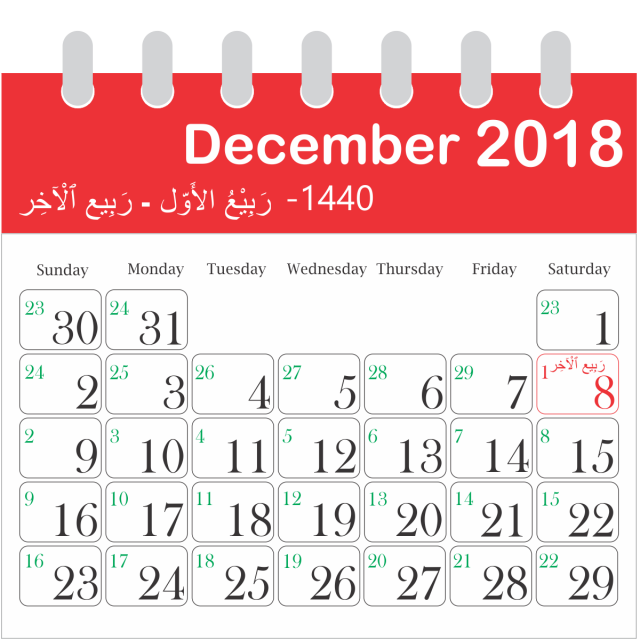 December 2018
رَبِيْعُ الأَوّل - رَبِيع ٱلْآخِر -1440
Sunday Monday Tuesday Wednesday Thursday Friday Saturday
23 30 24 31 23 1
24 2 25 3 26 4 27 5 28 6 29 7 1 رَبِيع ٱلْآخِر 8
2 9 3 10 4 11 5 12 6 13 7 14 8 15
9 16 10 17 11 18 12 19 13 20 14 21 15 22
16 23 17 24 18 25 19 26 20 27 21 28 22 29